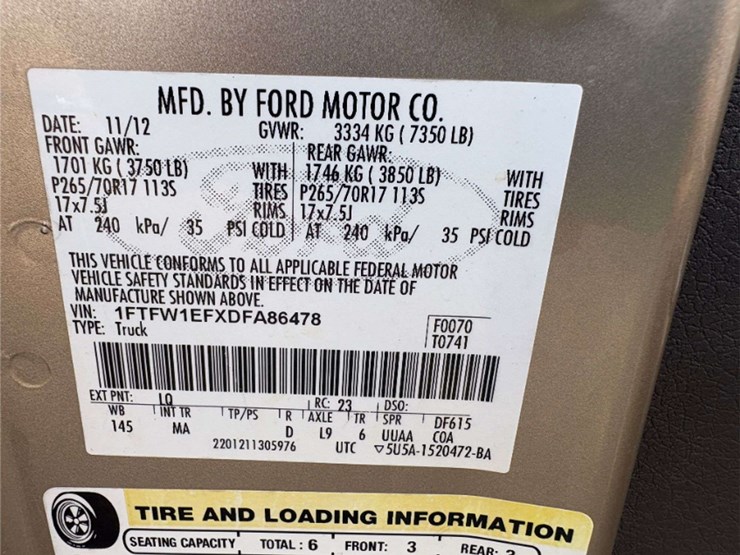 MFD. BY FORD MOTOR CO.
DATE: 11/12 GVWR: 3334 KG ( 7350 LB)
FRONT GAWR: REAR GAWR:
1701 KG ( 3750 LB) WITH 1746 KG ( 3850 LB) WITH
P265/70R17 113S TIRES P265/70R17 113S TIRES
17x7.5J RIMS 17x7.5J RIMS
AT 240 kPa/ 35 PSI COLD AT 240 kPa/ 35 PSI COLD
Ford
THIS VEHICLE CONFORMS TO ALL APPLICABLE FEDERAL MOTOR
VEHICLE SAFETY STANDARDS IN EFFECT ON THE DATE OF
MANUFACTURE SHOWN ABOVE.
VIN: 1FTFW1EFXDFA86478 F0070
TYPE: Truck T0741
EXT PNT: LQ RC: 23 DSO:
WB INT TR TP/PS R AXLE TR SPR DF615
145 MA D L9 6 UUAA COA
2201211305976 UTC ▽5U5A-1520472-BA
TIRE AND LOADING INFORMATION
SEATING CAPACITY TOTAL : 6 FRONT: 3 REAR: